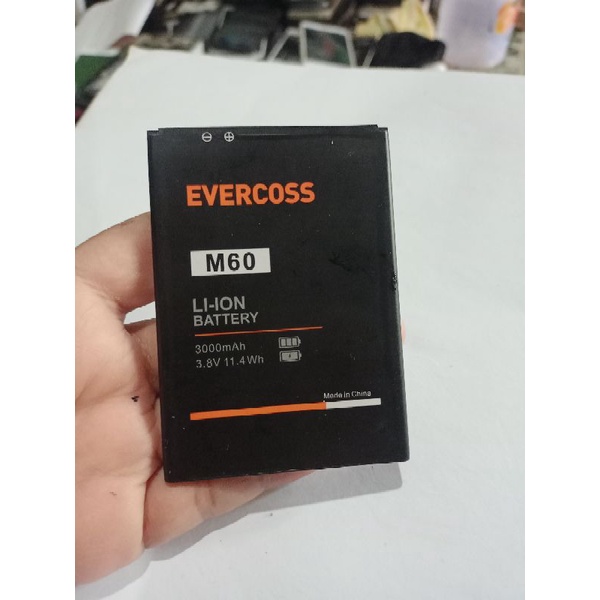 ⊖ ⊕
EVERCOSS
M60
LI-ION
BATTERY
3000mAh
3.8V 11.4Wh
Made in China